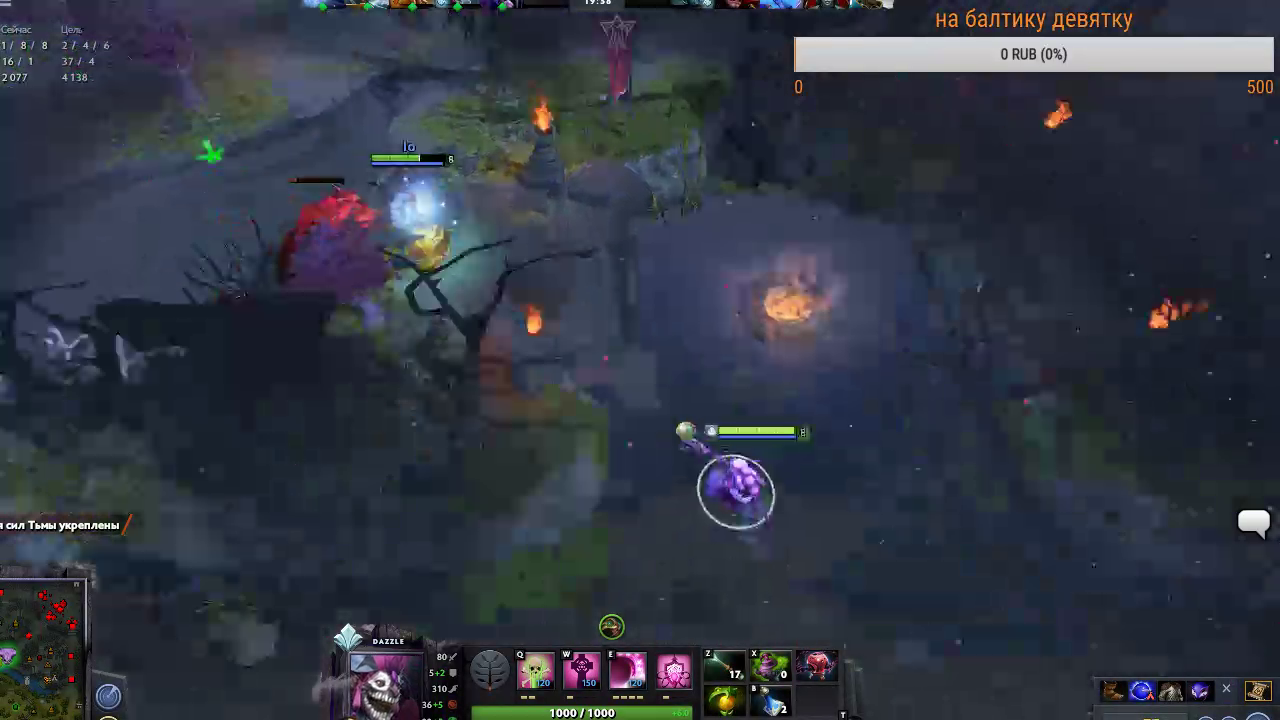 19:58
на балтику девятку
0 RUB (0%)
0
500
Сейчас Цель
1 / 8 / 8 2 / 4 / 6
16 / 1 37 / 4
2 077 4 138
Io
8
я сил Тьмы укреплены
DAZZLE
80
5+2
310
36+5
Q
W
E
120
150
120
1000 / 1000
Z
X
17
0
B
2
T